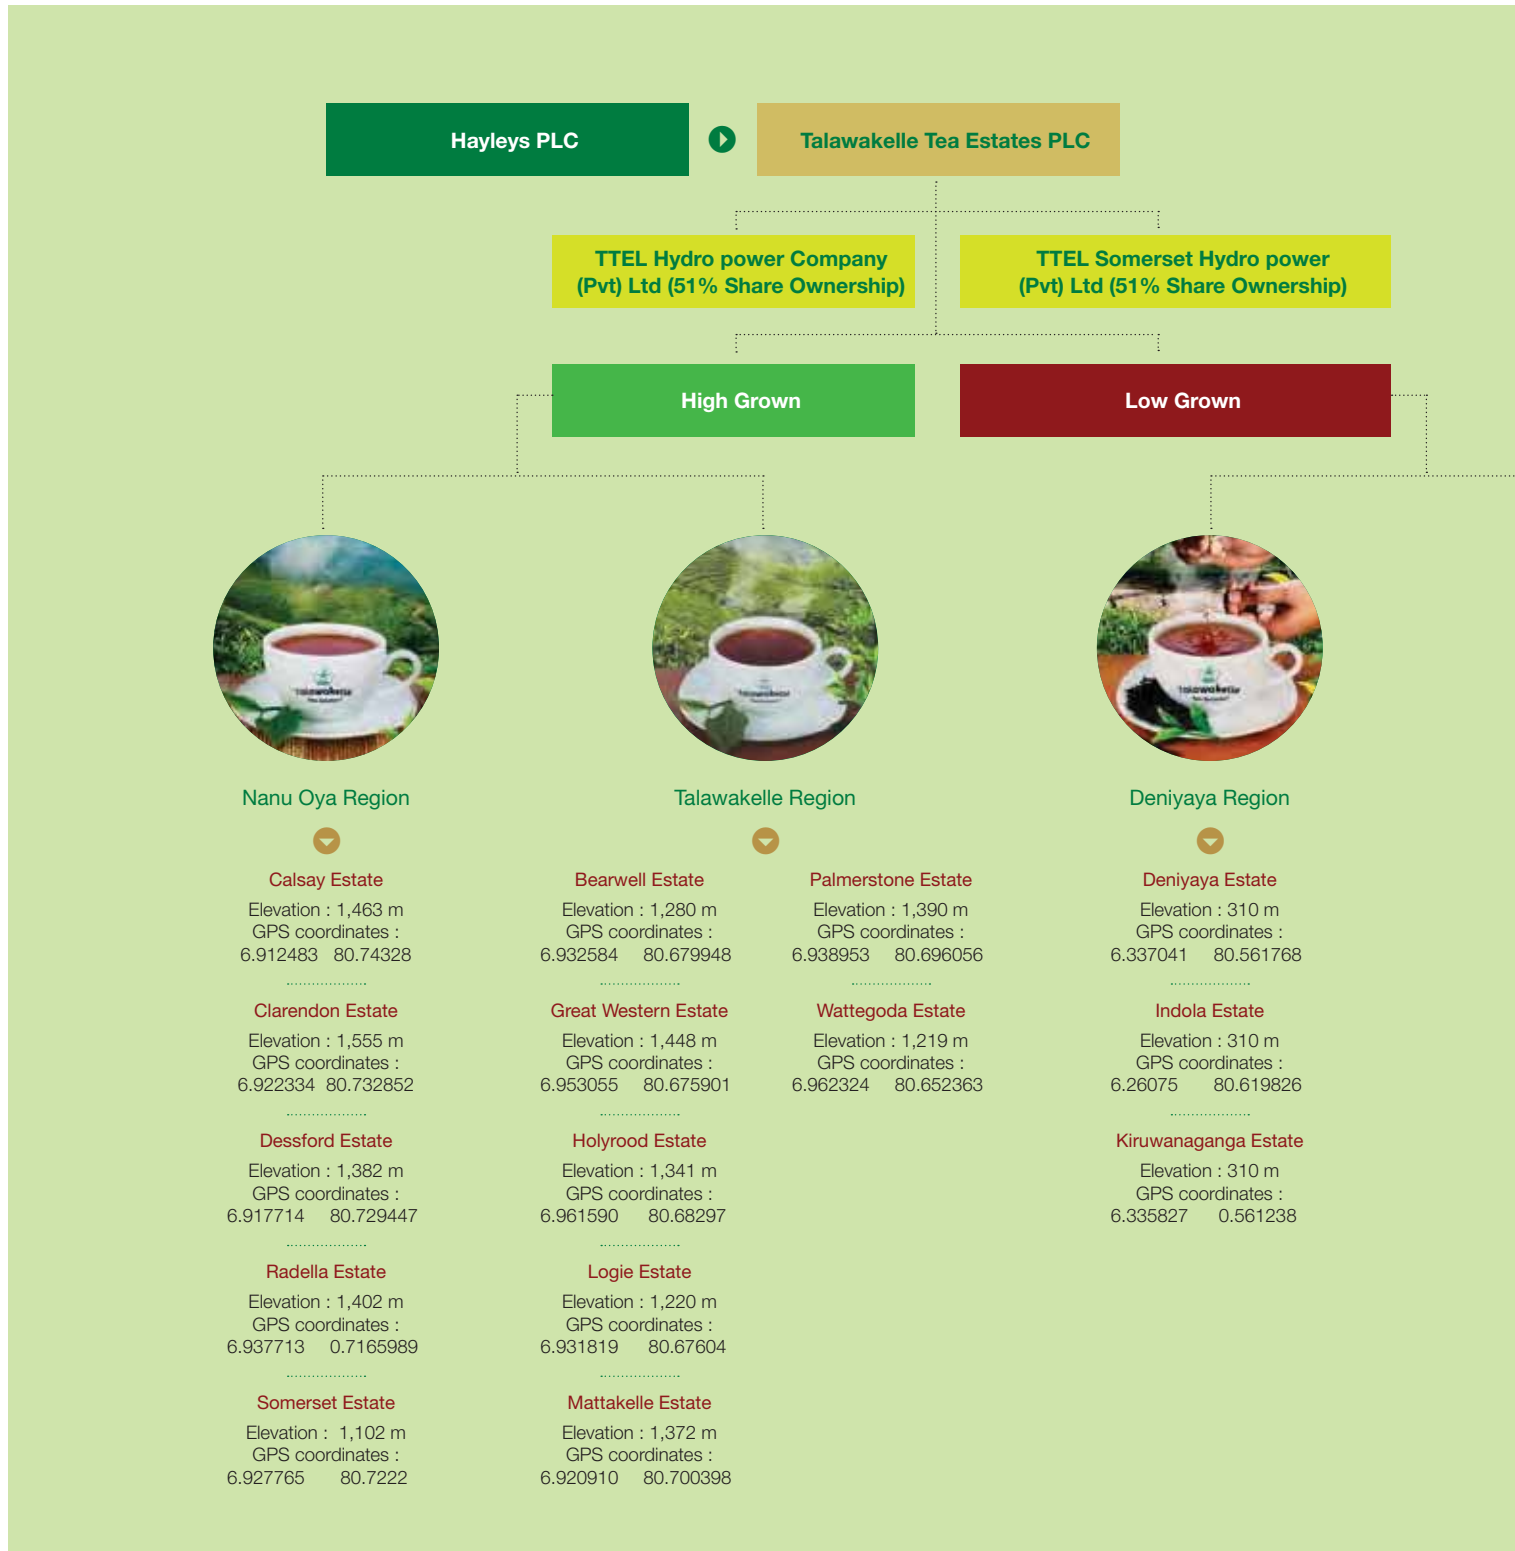 Hayleys PLC
Talawakelle Tea Estates PLC
TTEL Hydro power Company
(Pvt) Ltd (51% Share Ownership)
TTEL Somerset Hydro power
(Pvt) Ltd (51% Share Ownership)
High Grown
Low Grown
Talawakelle
Talawakelle
Talawakelle
Nanu Oya Region
Calsay Estate
Elevation : 1,463 m
GPS coordinates :
6.912483 80.74328
Clarendon Estate
Elevation : 1,555 m
GPS coordinates :
6.922334 80.732852
Dessford Estate
Elevation : 1,382 m
GPS coordinates :
6.917714 80.729447
Radella Estate
Elevation : 1,402 m
GPS coordinates :
6.937713 0.7165989
Somerset Estate
Elevation : 1,102 m
GPS coordinates :
6.927765 80.7222
Talawakelle Region
Bearwell Estate
Elevation : 1,280 m
GPS coordinates :
6.932584 80.679948
Great Western Estate
Elevation : 1,448 m
GPS coordinates :
6.953055 80.675901
Holyrood Estate
Elevation : 1,341 m
GPS coordinates :
6.961590 80.68297
Logie Estate
Elevation : 1,220 m
GPS coordinates :
6.931819 80.67604
Mattakelle Estate
Elevation : 1,372 m
GPS coordinates :
6.920910 80.700398
Palmerstone Estate
Elevation : 1,390 m
GPS coordinates :
6.938953 80.696056
Wattegoda Estate
Elevation : 1,219 m
GPS coordinates :
6.962324 80.652363
Deniyaya Region
Deniyaya Estate
Elevation : 310 m
GPS coordinates :
6.337041 80.561768
Indola Estate
Elevation : 310 m
GPS coordinates :
6.26075 80.619826
Kiruwanaganga Estate
Elevation : 310 m
GPS coordinates :
6.335827 0.561238